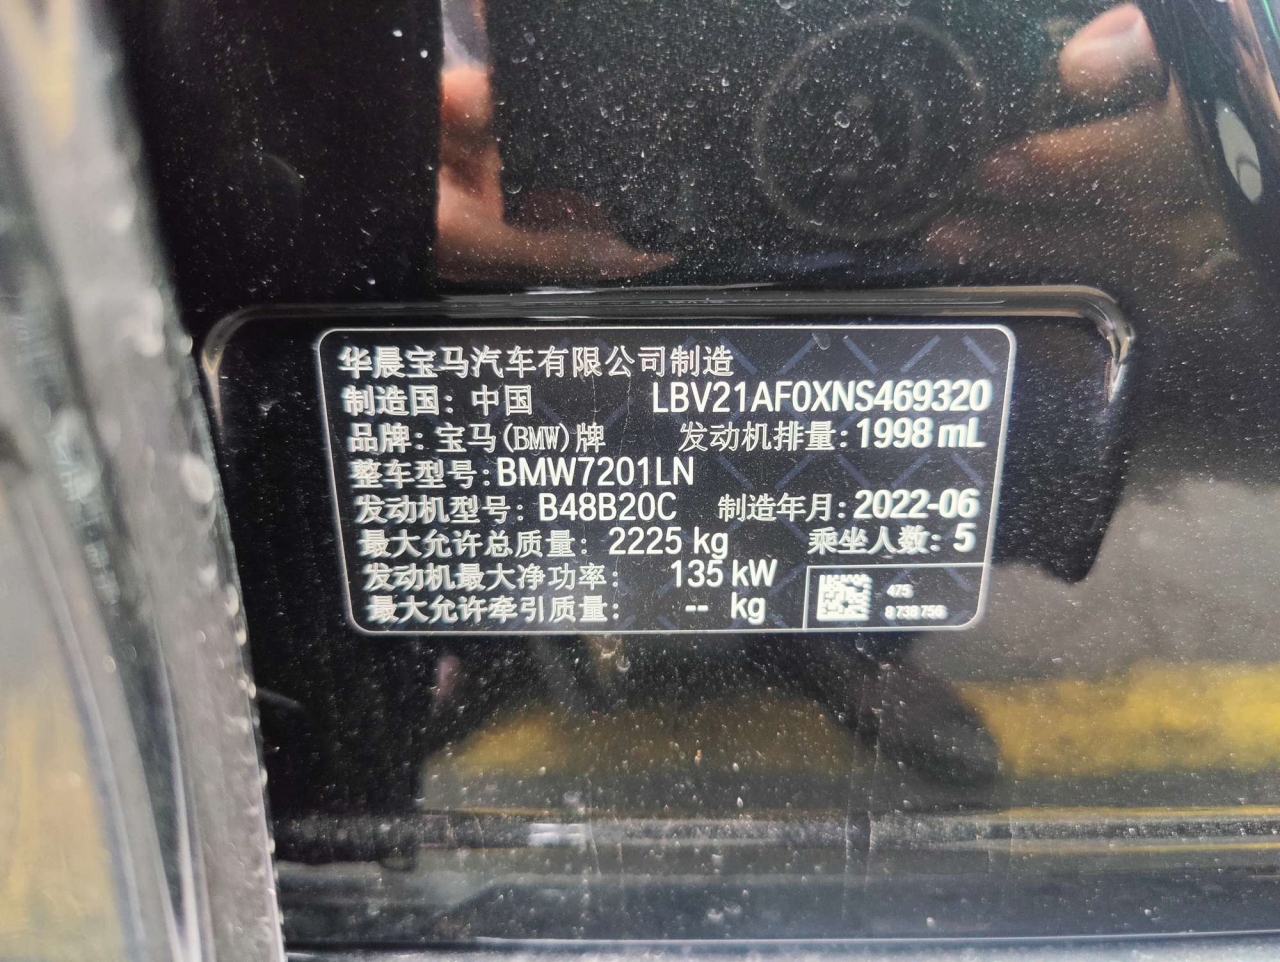 华晨宝马汽车有限公司制造
制造国：中国 LBV21AF0XNS469320
品牌：宝马(BMW)牌 发动机排量：1998 mL
整车型号：BMW7201LN
发动机型号：B48B20C 制造年月：2022-06
最大允许总质量：2225 kg 乘坐人数：5
发动机最大净功率： 135 kW
最大允许牵引质量： -- kg
475
8 738 756